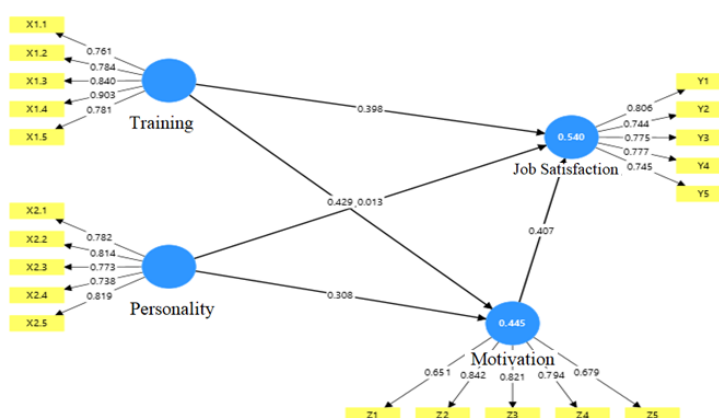 X1.1
X1.2
X1.3
X1.4
X1.5
0.761
0.784
0.840
0.903
0.781
Training
0.398
0.540
Job Satisfaction
0.806
0.744
0.775
0.777
0.745
Y1
Y2
Y3
Y4
Y5
0.429 0.013
0.407
X2.1
X2.2
X2.3
X2.4
X2.5
0.782
0.814
0.773
0.738
0.819
Personality
0.308
0.445
Motivation
0.651
0.842
0.821
0.794
0.679
Z1
Z2
Z3
Z4
Z5